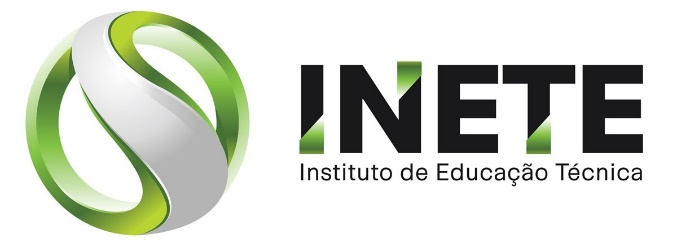 INETE
Instituto de Educação Técnica